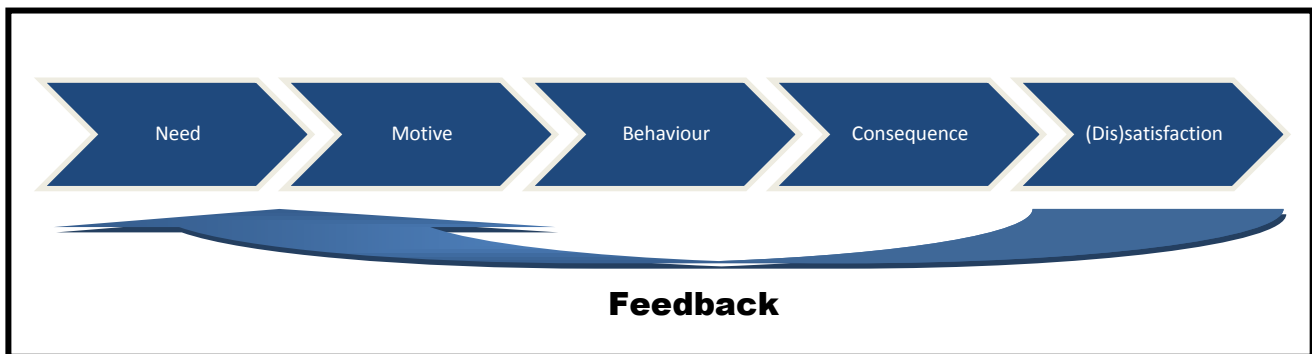 Need
Motive
Behaviour
Consequence
(Dis)satisfaction
Feedback